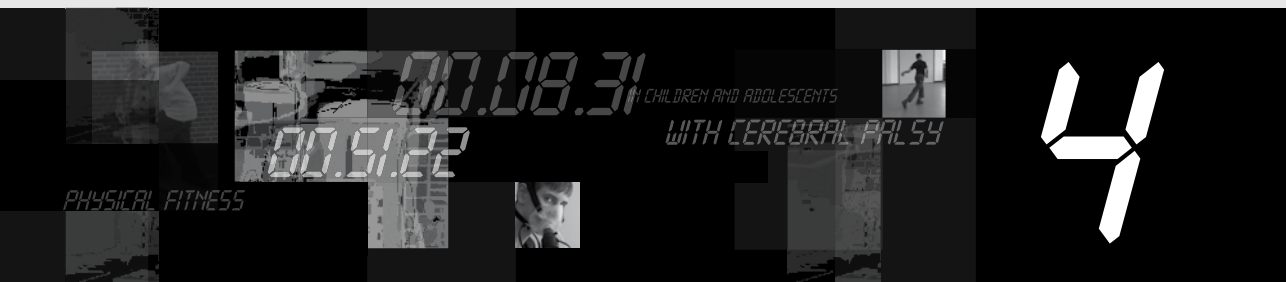 00.08.31
IN CHILDREN AND ADOLESCENTS
00.51.22
WITH CEREBRAL PALSY
PHYSICAL FITNESS
4